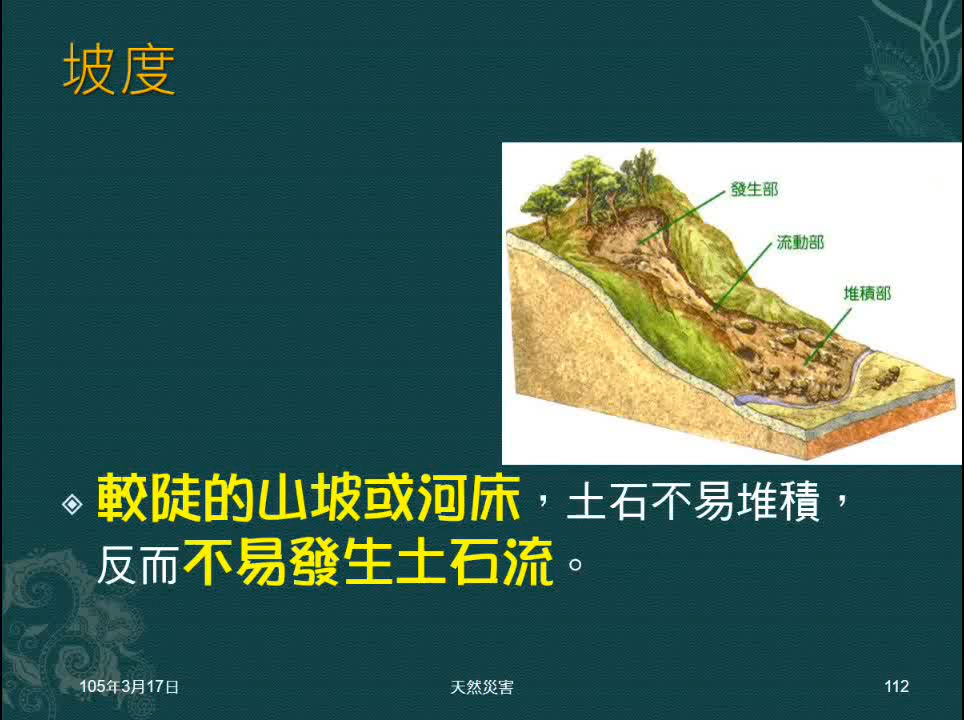 坡度
發生部
流動部
堆積部
較陡的山坡或河床，土石不易堆積，
反而不易發生土石流。
105年3月17日
天然災害
112